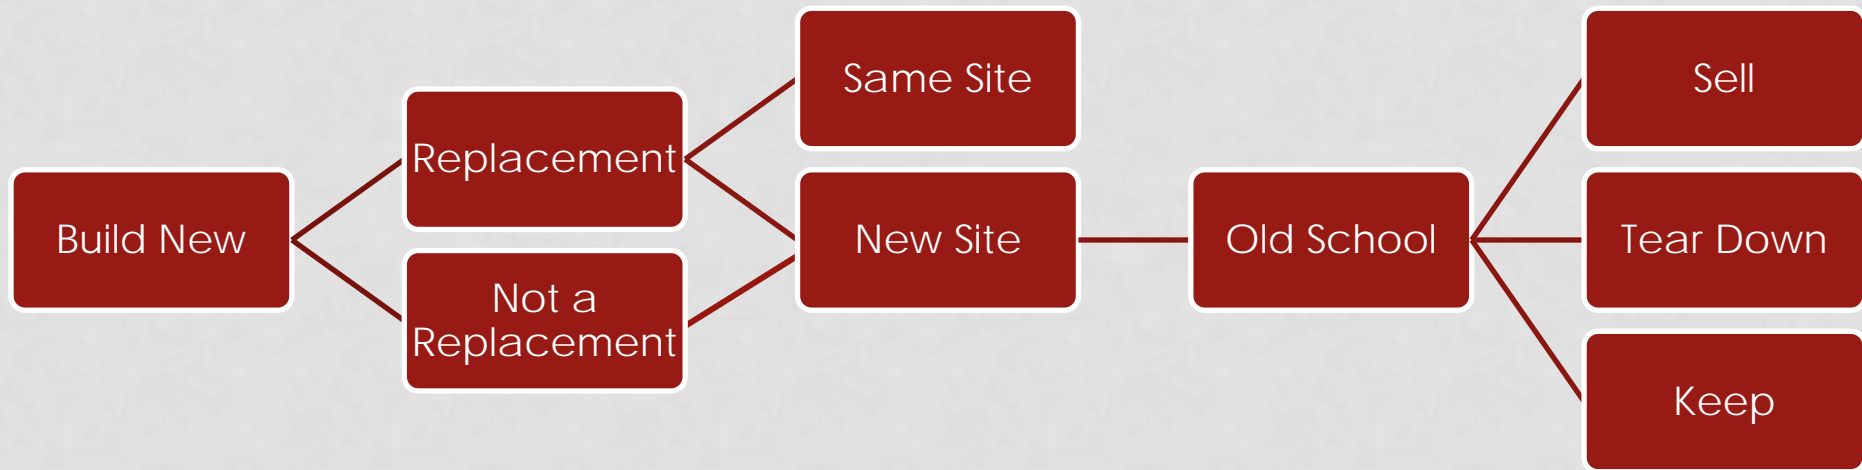 Build New
Replacement
Not a
Replacement
Same Site
New Site
Old School
Sell
Tear Down
Keep